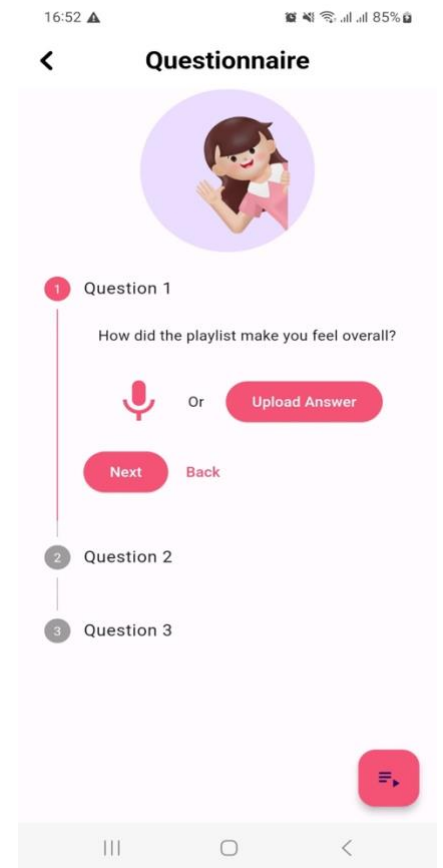 16:52 85%
Questionnaire
1 Question 1
How did the playlist make you feel overall?
Or Upload Answer
Next Back
2 Question 2
3 Question 3